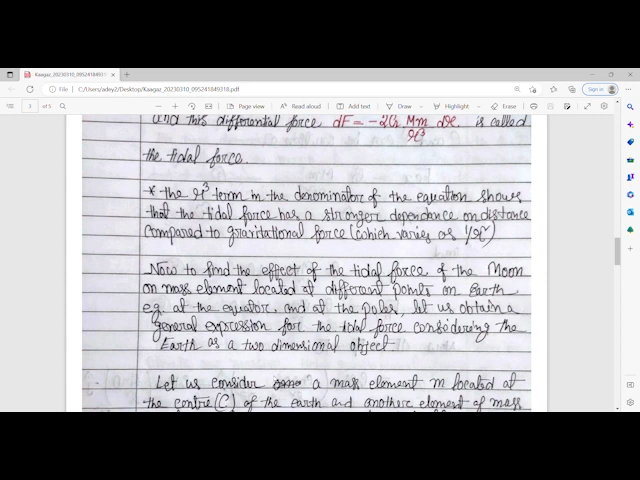 Kaagaz_20230310_095241849318.pdf
File C:/Users/adey2/Desktop/Kaagaz_20230310_095241849318.pdf
Sign in
3 of 5
Page view
Read aloud
Add text
Draw
Highlight
Erase
And this differential force dF = -2G Mm/r³ dr is called
the tidal force.
* the r³ term in the denominator of the equation shows
that the tidal force has a stronger dependence on distance
compared to gravitational force (which varies as 1/r²)
Now to find the effect of the tidal force of the Moon
on mass element located at different points on Earth
e.g. at the equator and at the poles, let us obtain a
general expression for the tidal force considering the
Earth as a two dimensional object
Let us consider a mass element m located at
the centre (C) of the earth and another element of mass